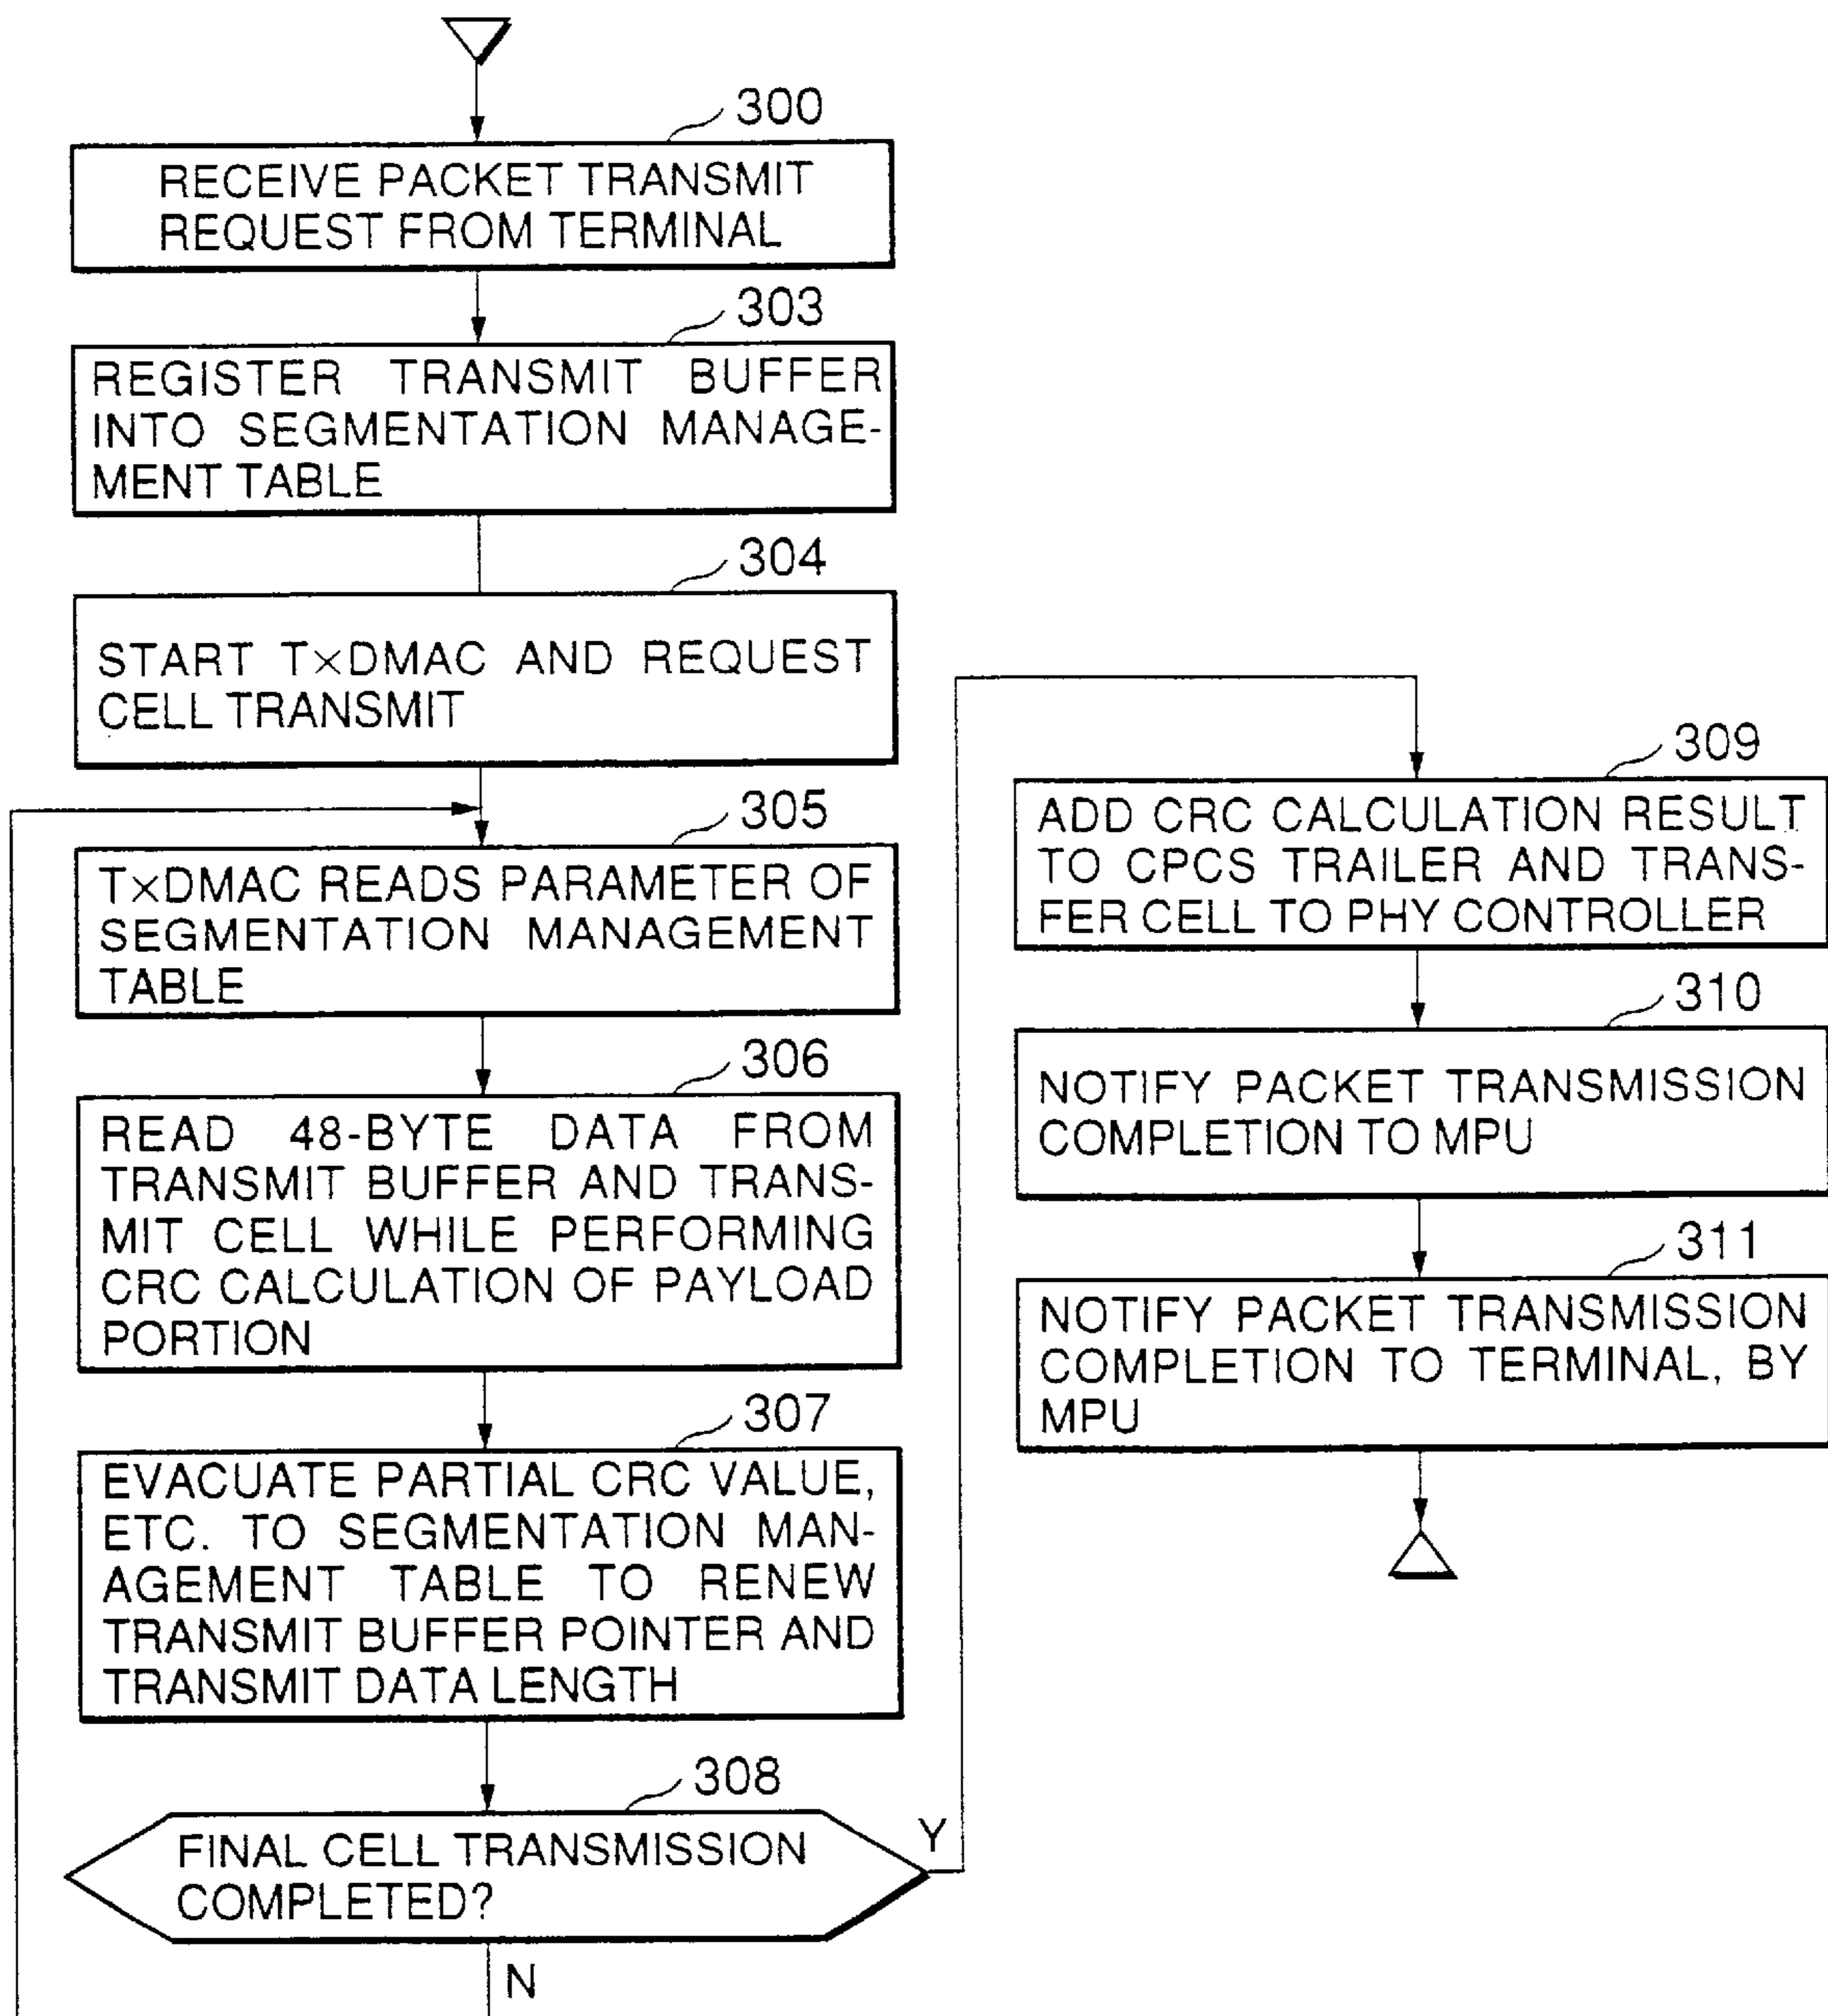 300
RECEIVE PACKET TRANSMIT
REQUEST FROM TERMINAL
303
REGISTER TRANSMIT BUFFER
INTO SEGMENTATION MANAGE-
MENT TABLE
304
START T×DMAC AND REQUEST
CELL TRANSMIT
305
T×DMAC READS PARAMETER OF
SEGMENTATION MANAGEMENT
TABLE
306
READ 48-BYTE DATA FROM
TRANSMIT BUFFER AND TRANS-
MIT CELL WHILE PERFORMING
CRC CALCULATION OF PAYLOAD
PORTION
307
EVACUATE PARTIAL CRC VALUE,
ETC. TO SEGMENTATION MAN-
AGEMENT TABLE TO RENEW
TRANSMIT BUFFER POINTER AND
TRANSMIT DATA LENGTH
308
FINAL CELL TRANSMISSION
COMPLETED?
Y
N
309
ADD CRC CALCULATION RESULT
TO CPCS TRAILER AND TRANS-
FER CELL TO PHY CONTROLLER
310
NOTIFY PACKET TRANSMISSION
COMPLETION TO MPU
311
NOTIFY PACKET TRANSMISSION
COMPLETION TO TERMINAL, BY
MPU